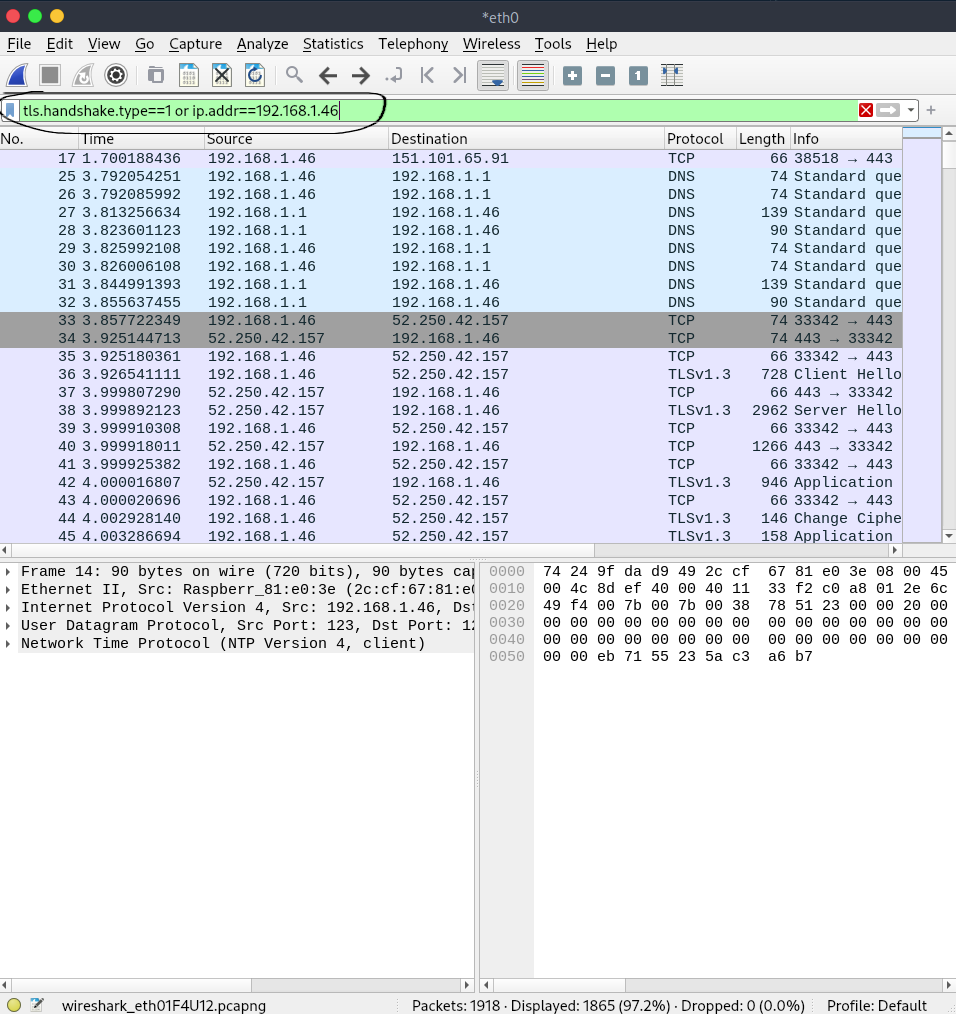 *eth0
File Edit View Go Capture Analyze Statistics Telephony Wireless Tools Help
tls.handshake.type==1 or ip.addr==192.168.1.46
No. Time Source Destination Protocol Length Info
17 1.700188436 192.168.1.46 151.101.65.91 TCP 66 38518 → 443
25 3.792054251 192.168.1.46 192.168.1.1 DNS 74 Standard que
26 3.792085992 192.168.1.46 192.168.1.1 DNS 74 Standard que
27 3.813256634 192.168.1.1 192.168.1.46 DNS 139 Standard que
28 3.823601123 192.168.1.1 192.168.1.46 DNS 90 Standard que
29 3.825992108 192.168.1.46 192.168.1.1 DNS 74 Standard que
30 3.826006108 192.168.1.46 192.168.1.1 DNS 74 Standard que
31 3.844991393 192.168.1.1 192.168.1.46 DNS 139 Standard que
32 3.855637455 192.168.1.1 192.168.1.46 DNS 90 Standard que
33 3.857722349 192.168.1.46 52.250.42.157 TCP 74 33342 → 443
34 3.925144713 52.250.42.157 192.168.1.46 TCP 74 443 → 33342
35 3.925180361 192.168.1.46 52.250.42.157 TCP 66 33342 → 443
36 3.926541111 192.168.1.46 52.250.42.157 TLSv1.3 728 Client Hello
37 3.999807290 52.250.42.157 192.168.1.46 TCP 66 443 → 33342
38 3.999892123 52.250.42.157 192.168.1.46 TLSv1.3 2962 Server Hello
39 3.999910308 192.168.1.46 52.250.42.157 TCP 66 33342 → 443
40 3.999918011 52.250.42.157 192.168.1.46 TCP 1266 443 → 33342
41 3.999925382 192.168.1.46 52.250.42.157 TCP 66 33342 → 443
42 4.000016807 52.250.42.157 192.168.1.46 TLSv1.3 946 Application
43 4.000020696 192.168.1.46 52.250.42.157 TCP 66 33342 → 443
44 4.002928140 192.168.1.46 52.250.42.157 TLSv1.3 146 Change Ciphe
45 4.003286694 192.168.1.46 52.250.42.157 TLSv1.3 158 Application
Frame 14: 90 bytes on wire (720 bits), 90 bytes cap
Ethernet II, Src: Raspberr_81:e0:3e (2c:cf:67:81:e0
Internet Protocol Version 4, Src: 192.168.1.46, Dst
User Datagram Protocol, Src Port: 123, Dst Port: 12
Network Time Protocol (NTP Version 4, client)
0000 74 24 9f da d9 49 2c cf 67 81 e0 3e 08 00 45
0010 00 4c 8d ef 40 00 40 11 33 f2 c0 a8 01 2e 6c
0020 49 f4 00 7b 00 7b 00 38 78 51 23 00 00 20 00
0030 00 00 00 00 00 00 00 00 00 00 00 00 00 00 00
0040 00 00 00 00 00 00 00 00 00 00 00 00 00 00 00
0050 00 00 eb 71 55 23 5a c3 a6 b7
wireshark_eth01F4U12.pcapng Packets: 1918 · Displayed: 1865 (97.2%) · Dropped: 0 (0.0%) Profile: Default